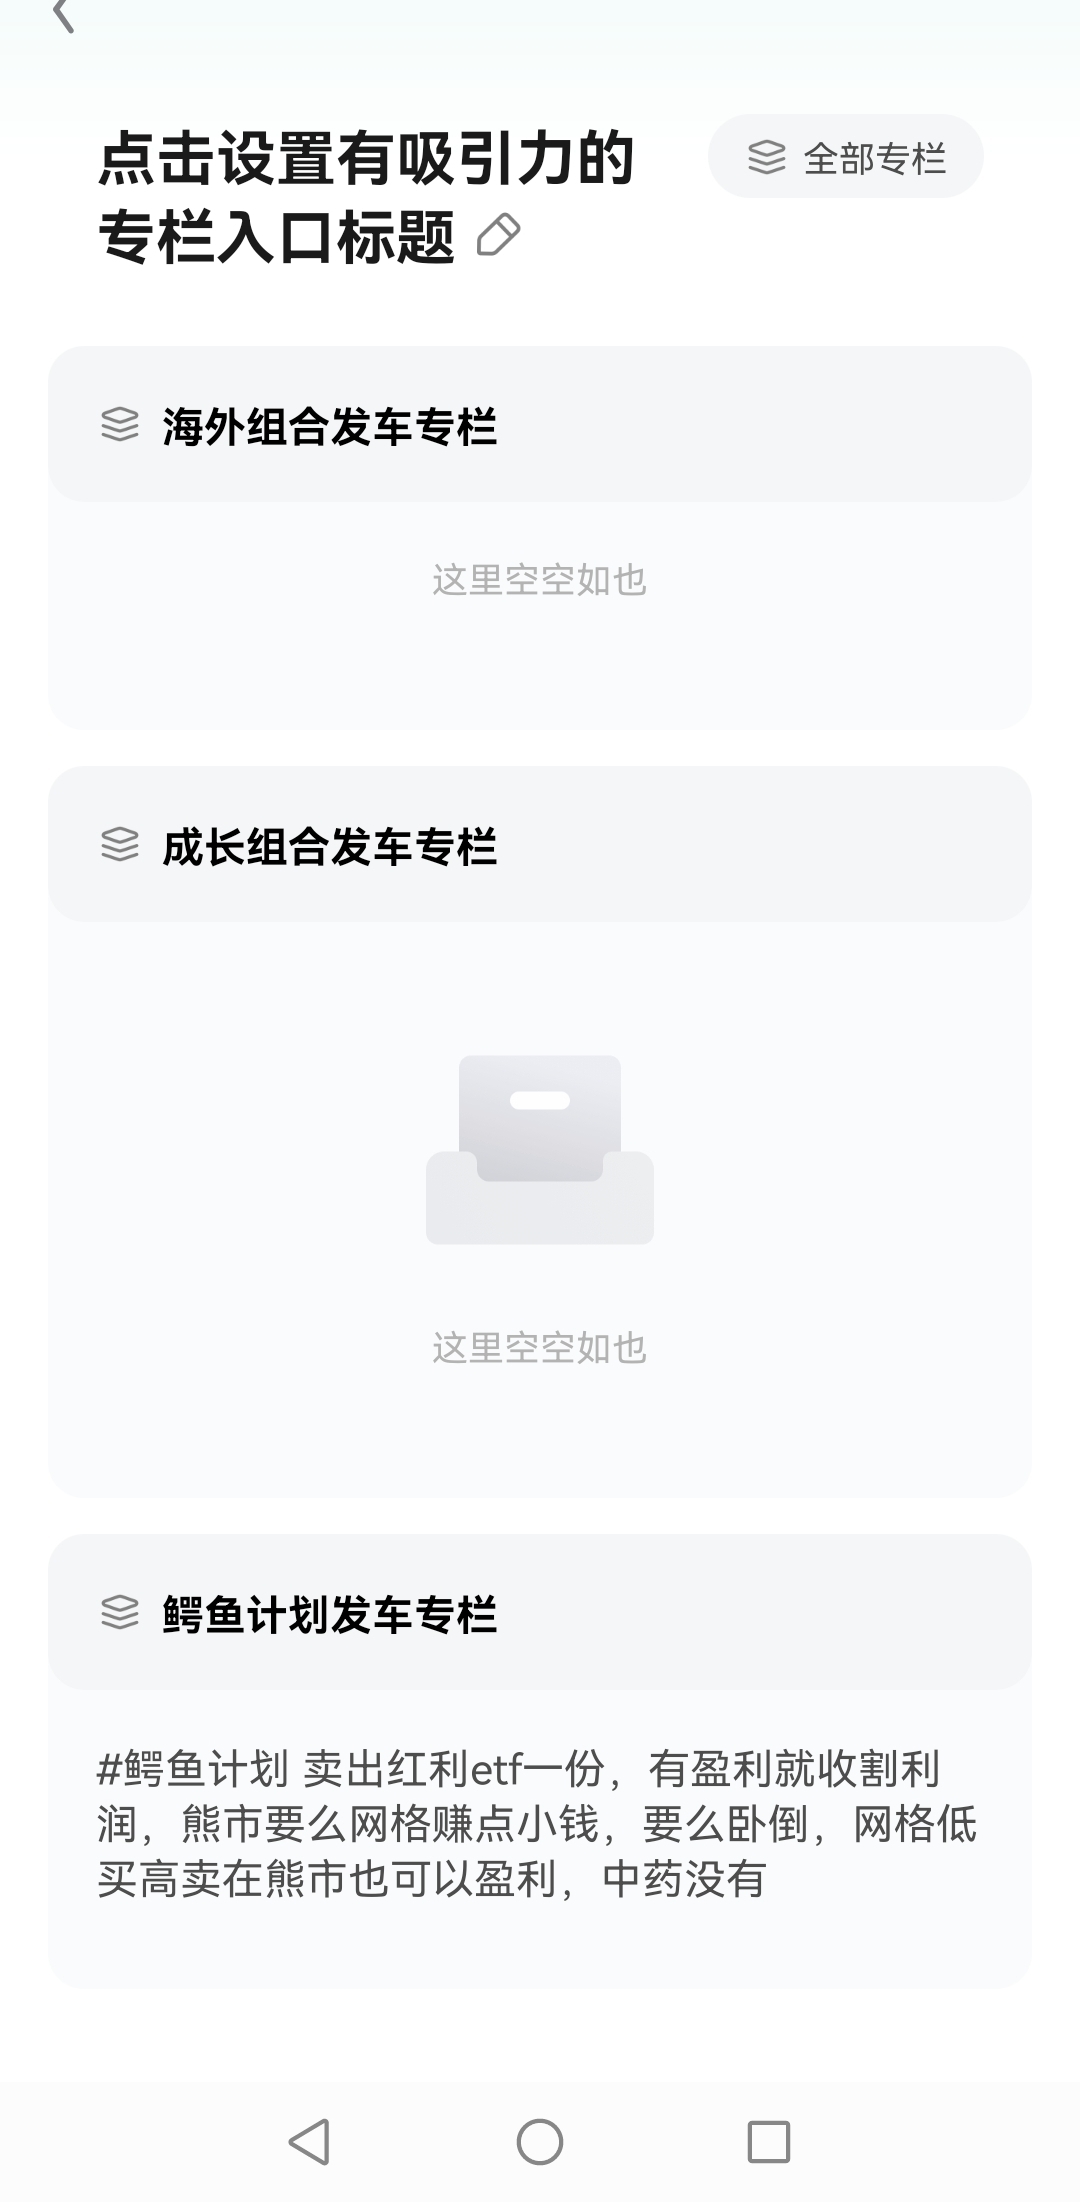 点击设置有吸引力的
专栏入口标题
全部专栏
海外组合发车专栏
这里空空如也
成长组合发车专栏
这里空空如也
鳄鱼计划发车专栏
#鳄鱼计划 卖出红利etf一份，有盈利就收割利
润，熊市要么网格赚点小钱，要么卧倒，网格低
买高卖在熊市也可以盈利，中药没有